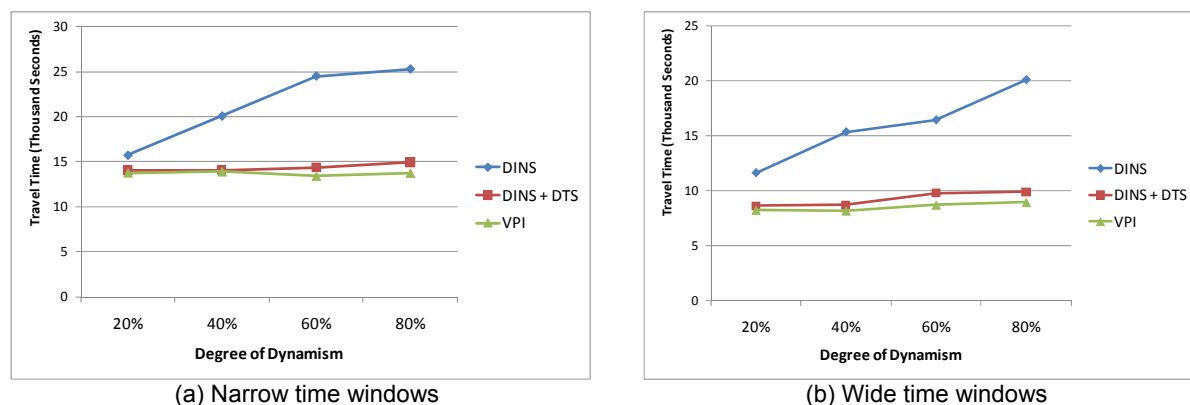 30
25
20
15
10
5
0
Travel Time (Thousand Seconds)
20% 40% 60% 80%
Degree of Dynamism
DINS
DINS + DTS
VPI
(a) Narrow time windows
25
20
15
10
5
0
Travel Time (Thousand Seconds)
20% 40% 60% 80%
Degree of Dynamism
DINS
DINS + DTS
VPI
(b) Wide time windows